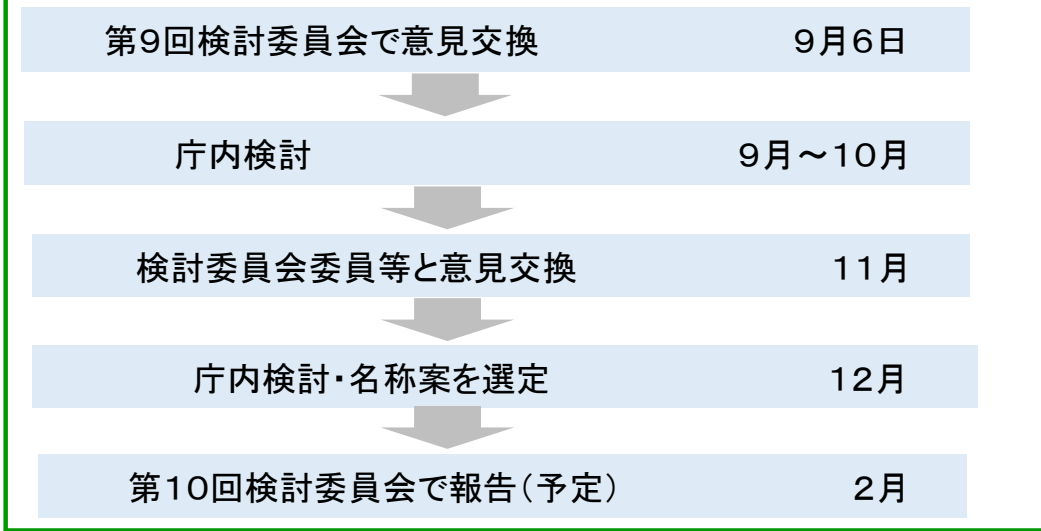 第９回検討委員会で意見交換　９月６日
庁内検討　９月～１０月
検討委員会委員等と意見交換　１１月
庁内検討・名称案を選定　１２月
第１０回検討委員会で報告（予定）　２月